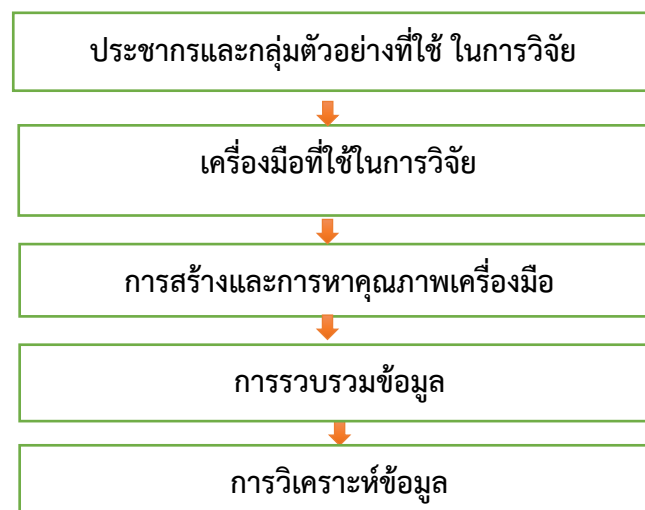 ประชากรและกลุ่มตัวอย่างที่ใช้ ในการวิจัย
เครื่องมือที่ใช้ในการวิจัย
การสร้างและการหาคุณภาพเครื่องมือ
การรวบรวมข้อมูล
การวิเคราะห์ข้อมูล